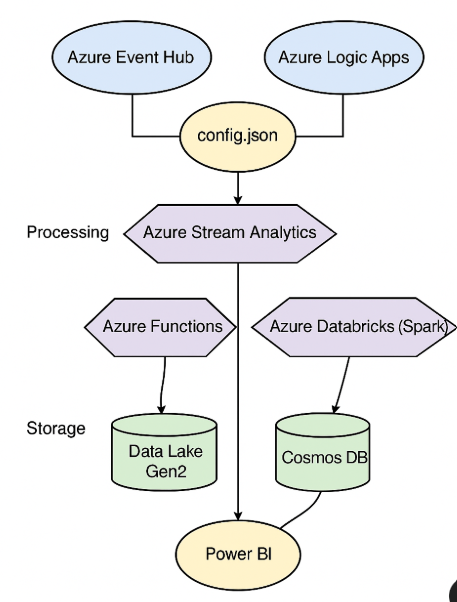 Azure Event Hub
Azure Logic Apps
config.json
Processing
Azure Stream Analytics
Azure Functions
Azure Databricks (Spark)
Storage
Data Lake
Gen2
Cosmos DB
Power BI